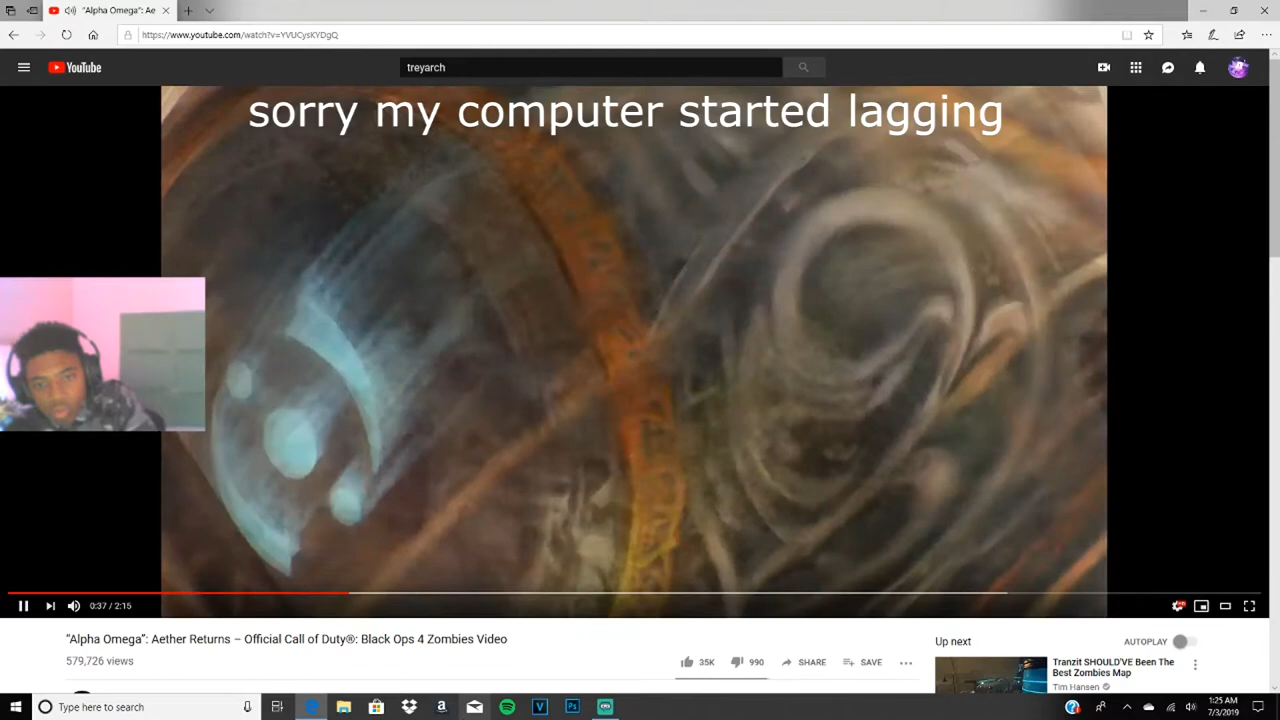 "Alpha Omega": Ae
https://www.youtube.com/watch?v=YVUCysKYDgQ
YouTube
treyarch
sorry my computer started lagging
0:37 / 2:15
“Alpha Omega”: Aether Returns – Official Call of Duty®: Black Ops 4 Zombies Video
579,726 views
35K
990
SHARE
SAVE
Up next
AUTOPLAY
Tranzit SHOULD'VE Been The
Best Zombies Map
Tim Hansen
Type here to search
1:25 AM
7/3/2019